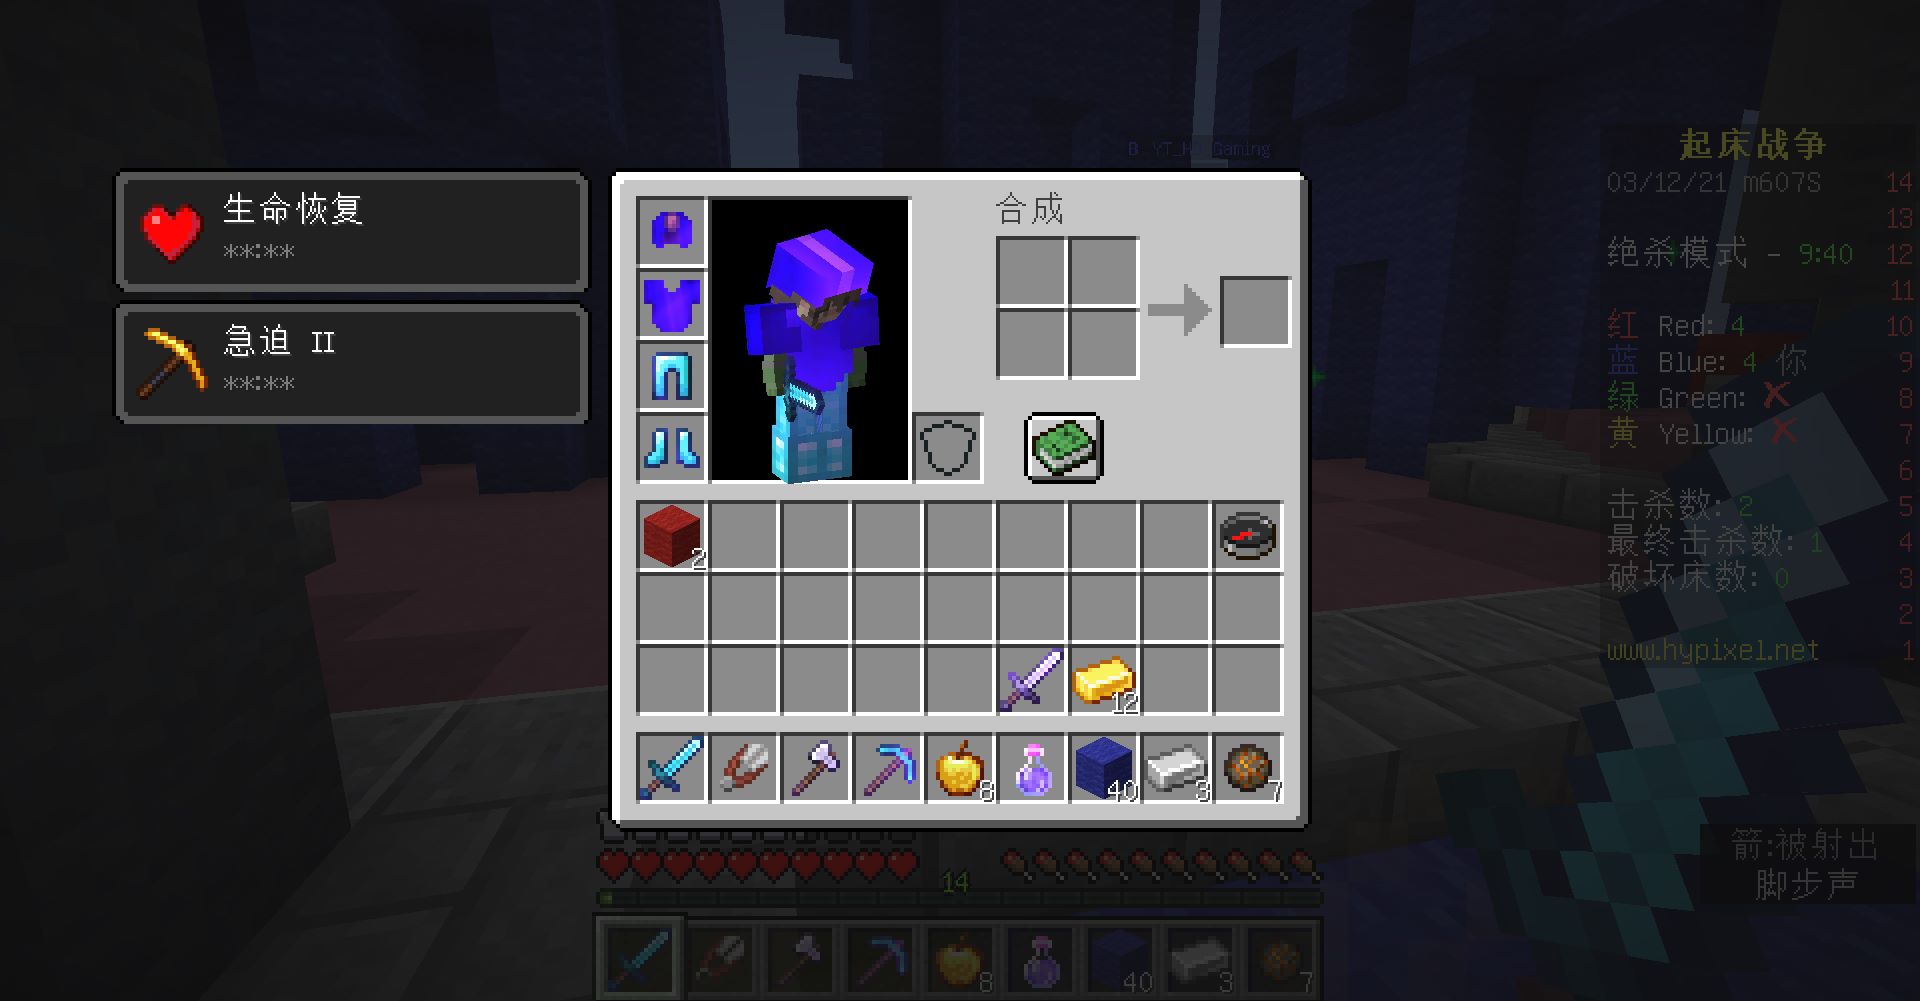 生命恢复
**:**
急迫 II
**:**
合成
2
12
8
40
3
7
起床战争
03/12/21 m607S 14
13
绝杀模式 - 9:40 12
11
红 Red: 4 10
蓝 Blue: 4 你 9
绿 Green: ✗ 8
黄 Yellow: ✗ 7
6
击杀数: 2 5
最终击杀数: 1 4
破坏床数: 0 3
2
www.hypixel.net 1
箭:被射出
脚步声
14
8
40
3
7